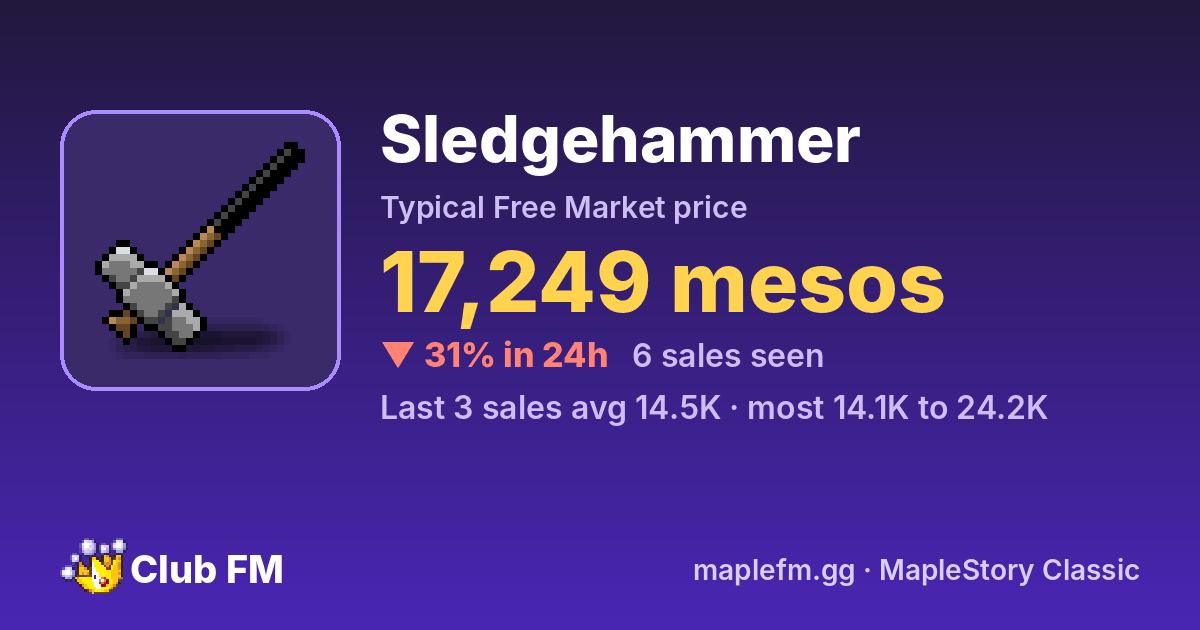 Sledgehammer
Typical Free Market price
17,249 mesos
▼ 31% in 24h 6 sales seen
Last 3 sales avg 14.5K · most 14.1K to 24.2K
Club FM
maplefm.gg · MapleStory Classic